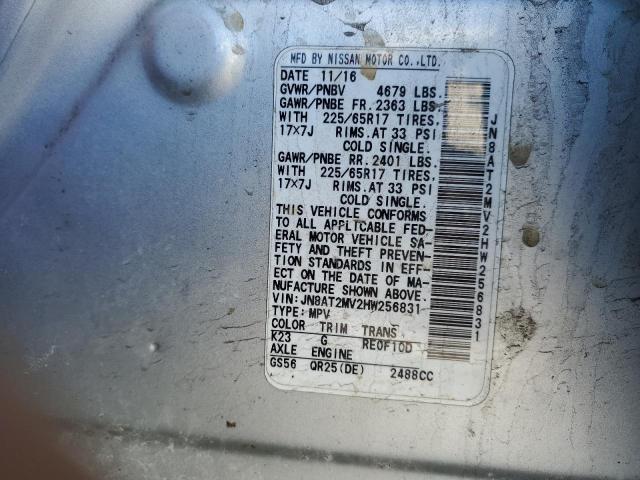 MFD BY NISSAN MOTOR CO.,LTD.
DATE 11/16
GVWR/PNBV 4679 LBS.
GAWR/PNBE FR. 2363 LBS.
WITH 225/65R17 TIRES,
17×7J RIMS.AT 33 PSI
COLD SINGLE.
GAWR/PNBE RR. 2401 LBS.
WITH 225/65R17 TIRES,
17×7J RIMS.AT 33 PSI
COLD SINGLE.
THIS VEHICLE CONFORMS
TO ALL APPLICABLE FED-
ERAL MOTOR VEHICLE SA-
FETY AND THEFT PREVEN-
TION STANDARDS IN EFF-
ECT ON THE DATE OF MA-
NUFACTURE SHOWN ABOVE.
VIN:JN8AT2MV2HW256831
TYPE:MPV
COLOR TRIM TRANS
K23 G RE0F10D
AXLE ENGINE
GS56 QR25(DE) 2488CC
JN8AT2MV2HW256831